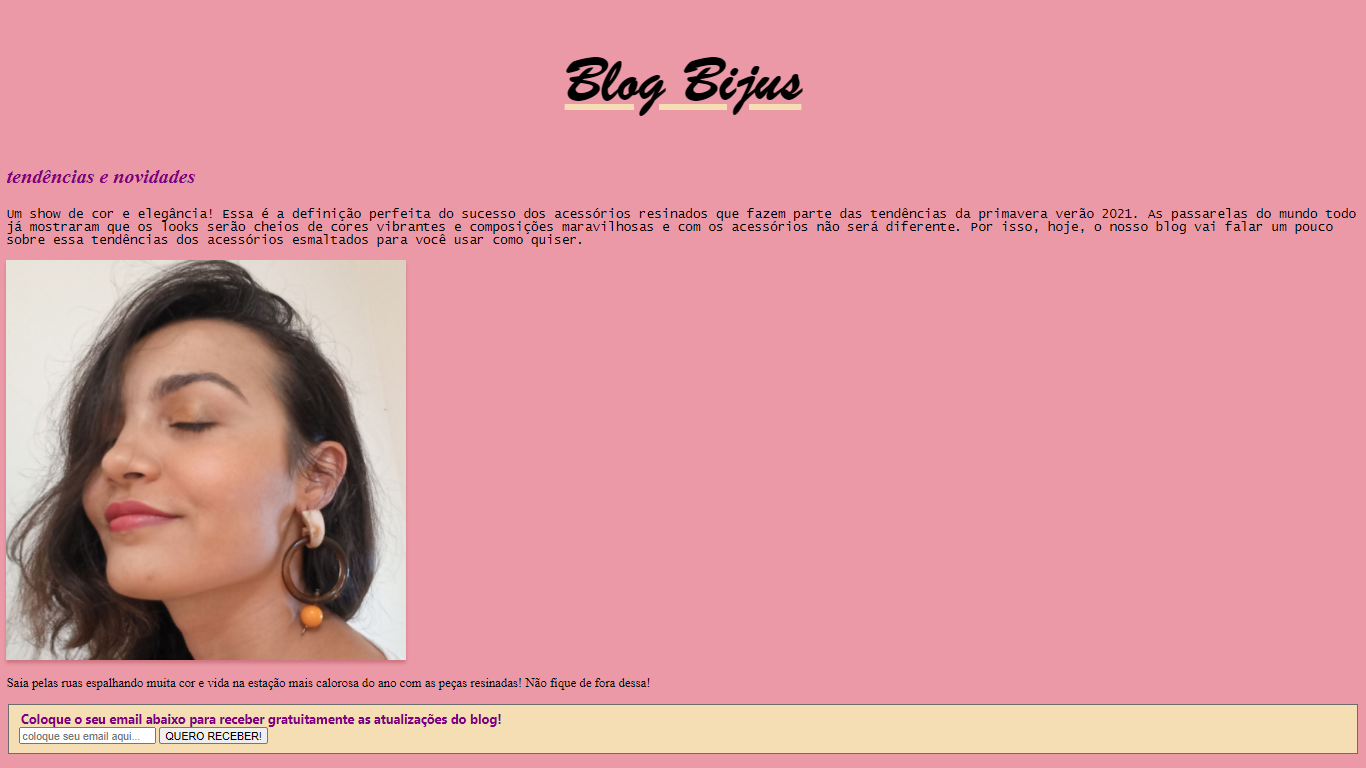 Blog Bijus
tendências e novidades
Um show de cor e elegância! Essa é a definição perfeita do sucesso dos acessórios resinados que fazem parte das tendências da primavera verão 2021. As passarelas do mundo todo
já mostraram que os looks serão cheios de cores vibrantes e composições maravilhosas e com os acessórios não será diferente. Por isso, hoje, o nosso blog vai falar um pouco
sobre essa tendências dos acessórios esmaltados para você usar como quiser.
Saia pelas ruas espalhando muita cor e vida na estação mais calorosa do ano com as peças resinadas! Não fique de fora dessa!
Coloque o seu email abaixo para receber gratuitamente as atualizações do blog!
coloque seu email aqui... QUERO RECEBER!